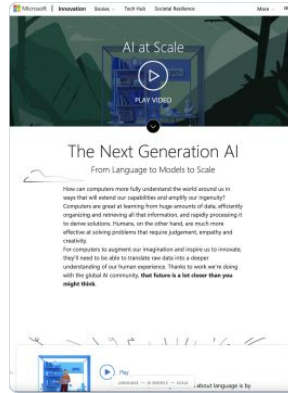 Microsoft | Innovation Stories Tech Hub Societal Resilience More
AI at Scale
PLAY VIDEO
The Next Generation AI
From Language to Models to Scale
How can computers more fully understand the world around us in
ways that will extend our capabilities and amplify our ingenuity?
Computers are great at learning from huge amounts of data, efficiently
organizing and retrieving all that information, and rapidly processing it
to derive solutions. Humans, on the other hand, are much more
effective at solving problems that require judgement, empathy and
creativity.
For computers to augment our imagination and inspire us to innovate,
they'll need to be able to translate raw data into a deeper
understanding of our human experience. Thanks to work we're doing
with the global AI community, that future is a lot closer than you
might think.
Play
LANGUAGE — AI MODELS — SCALE
about language is by